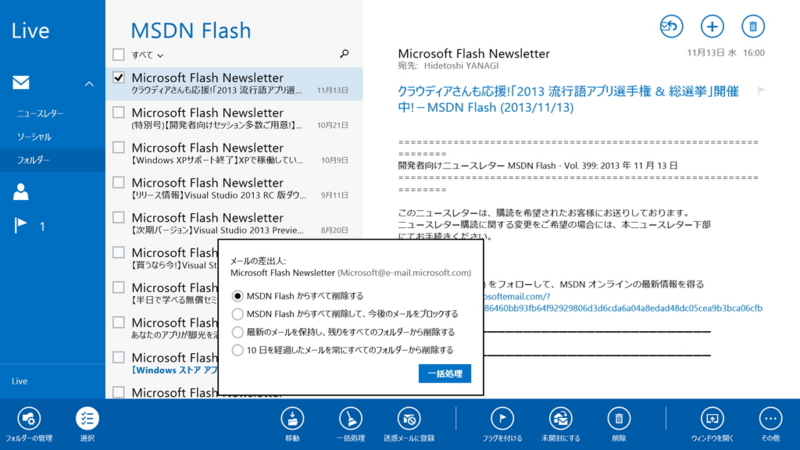 Live
ニュースレター
ソーシャル
フォルダー
1
Live
MSDN Flash
すべて
Microsoft Flash Newsletter
クラウディアさんも応援!「2013 流行語アプリ選... 11月13日
Microsoft Flash Newsletter
(特別号)【開発者向けセッション多数ご用意!】... 10月21日
Microsoft Flash Newsletter
【Windows XPサポート終了】XPで稼働してい... 10月9日
Microsoft Flash Newsletter
【リリース情報】Visual Studio 2013 RC 版ダウ... 9月11日
Microsoft Flash Newsletter
【次期バージョン】Visual Studio 2013 Previe... 8月20日
Microsoft Flash
【買うなら今!】Visual St
Microsoft Flash
【半日で学べる無償セミ
Microsoft Flash
あなたのアプリが脚光を
Microsoft Flash
【Windows ストア アプ
Microsoft Flash Newsletter
Microsoft Flash Newsletter
11月13日 水 16:00
宛先: Hidetoshi YANAGI
クラウディアさんも応援!「2013 流行語アプリ選手権 & 総選挙」開催
中!－MSDN Flash (2013/11/13)
===================================================================
========
開発者向けニュースレター MSDN Flash - Vol. 399: 2013 年 11 月 13 日
===================================================================
========
このニュースレターは、購読を希望されたお客様にお送りしております。
ニュースレター購読に関する変更をご希望の場合には、本ニュースレター下部
にてお手続きください。
) をフォローして、MSDN オンラインの最新情報を得る
osoftemail.com/?
86460bb93fb64f92929806d3d6cda6a04a8edad48dc05cea9b3bca06cfb
メールの差出人:
Microsoft Flash Newsletter (Microsoft@e-mail.microsoft.com)
MSDN Flash からすべて削除する
MSDN Flash からすべて削除して、今後のメールをブロックする
最新のメールを保持し、残りをすべてのフォルダーから削除する
10 日を経過したメールを常にすべてのフォルダーから削除する
一括処理
フォルダーの管理
選択
移動
一括処理
迷惑メールに登録
フラグを付ける
未開封にする
削除
ウィンドウを開く
その他